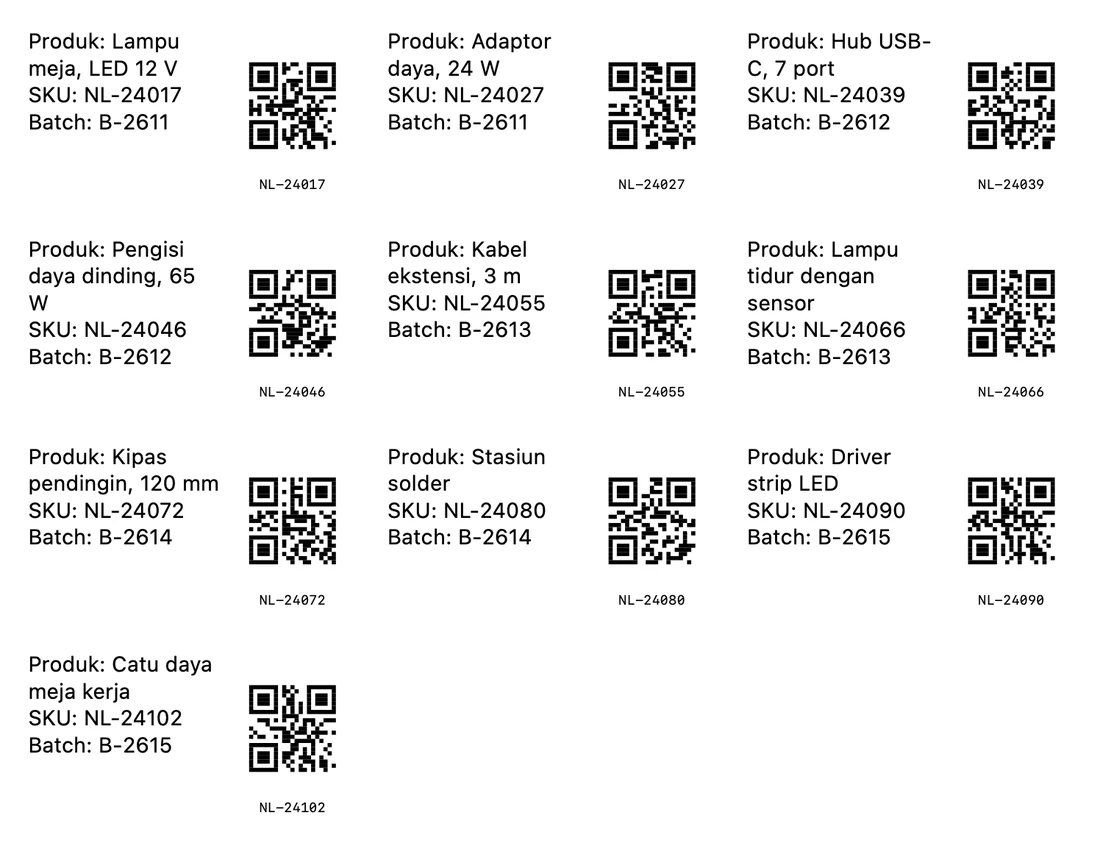 Produk: Lampu
meja, LED 12 V
SKU: NL-24017
Batch: B-2611
NL-24017
Produk: Adaptor
daya, 24 W
SKU: NL-24027
Batch: B-2611
NL-24027
Produk: Hub USB-
C, 7 port
SKU: NL-24039
Batch: B-2612
NL-24039
Produk: Pengisi
daya dinding, 65
W
SKU: NL-24046
Batch: B-2612
NL-24046
Produk: Kabel
ekstensi, 3 m
SKU: NL-24055
Batch: B-2613
NL-24055
Produk: Lampu
tidur dengan
sensor
SKU: NL-24066
Batch: B-2613
NL-24066
Produk: Kipas
pendingin, 120 mm
SKU: NL-24072
Batch: B-2614
NL-24072
Produk: Stasiun
solder
SKU: NL-24080
Batch: B-2614
NL-24080
Produk: Driver
strip LED
SKU: NL-24090
Batch: B-2615
NL-24090
Produk: Catu daya
meja kerja
SKU: NL-24102
Batch: B-2615
NL-24102